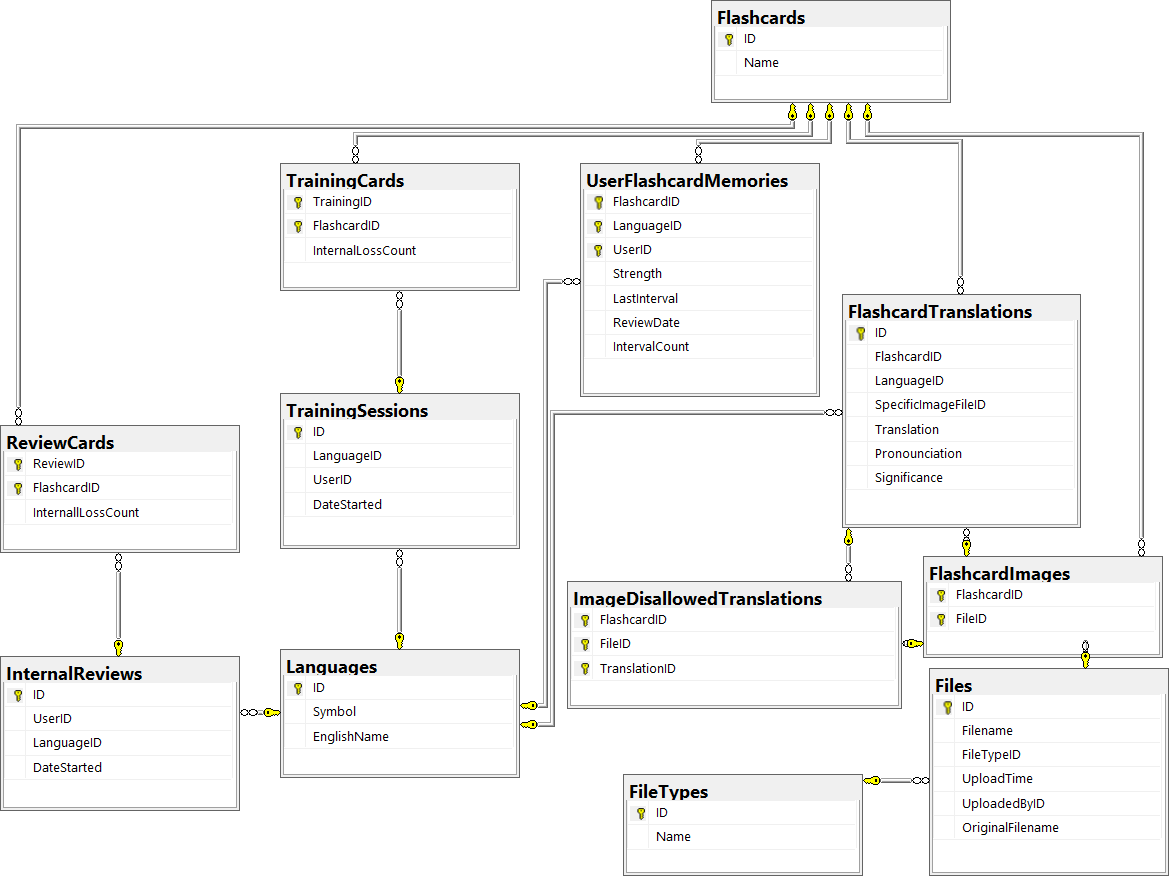 Flashcards
ID
Name
TrainingCards
TrainingID
FlashcardID
InternalLossCount
UserFlashcardMemories
FlashcardID
LanguageID
UserID
Strength
LastInterval
ReviewDate
IntervalCount
FlashcardTranslations
ID
FlashcardID
LanguageID
SpecificImageFileID
Translation
Pronounciation
Significance
TrainingSessions
ID
LanguageID
UserID
DateStarted
ReviewCards
ReviewID
FlashcardID
InternallLossCount
ImageDisallowedTranslations
FlashcardID
FileID
TranslationID
FlashcardImages
FlashcardID
FileID
InternalReviews
ID
UserID
LanguageID
DateStarted
Languages
ID
Symbol
EnglishName
Files
ID
Filename
FileTypeID
UploadTime
UploadedByID
OriginalFilename
FileTypes
ID
Name